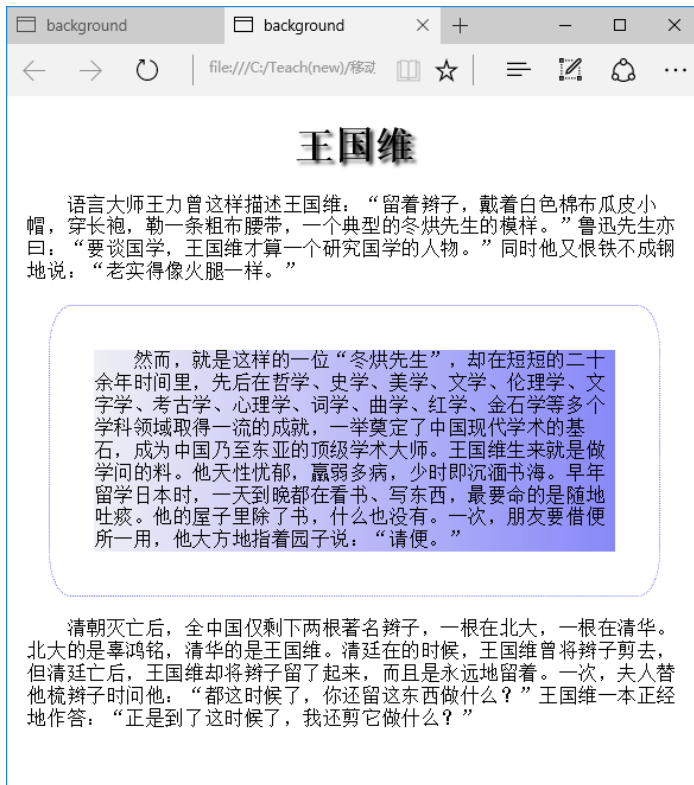 background
background
file:///C:/Teach(new)/移动
王国维
语言大师王力曾这样描述王国维：“留着辫子，戴着白色棉布瓜皮小
帽，穿长袍，勒一条粗布腰带，一个典型的冬烘先生的模样。”鲁迅先生亦
曰：“要谈国学，王国维才算一个研究国学的人物。”同时他又恨铁不成钢
地说：“老实得像火腿一样。”
然而，就是这样的一位“冬烘先生”，却在短短的二十
余年时间里，先后在哲学、史学、美学、文学、伦理学、文
字学、考古学、心理学、词学、曲学、红学、金石学等多个
学科领域取得一流的成就，一举奠定了中国现代学术的基
石，成为中国乃至东亚的顶级学术大师。王国维生来就是做
学问的料。他天性忧郁，羸弱多病，少时即沉湎书海。早年
留学日本时，一天到晚都在看书、写东西，最要命的是随地
吐痰。他的屋子里除了书，什么也没有。一次，朋友要借便
所一用，他大方地指着园子说：“请便。”
清朝灭亡后，全中国仅剩下两根著名辫子，一根在北大，一根在清华。
北大的是辜鸿铭，清华的是王国维。清廷在的时候，王国维曾将辫子剪去，
但清廷亡后，王国维却将辫子留了起来，而且是永远地留着。一次，夫人替
他梳辫子时问他：“都这时候了，你还留这东西做什么？”王国维一本正经
地作答：“正是到了这时候了，我还剪它做什么？”